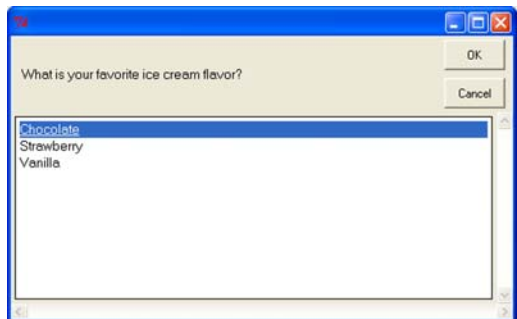 OK
What is your favorite ice cream flavor?
Cancel
Chocolate
Strawberry
Vanilla